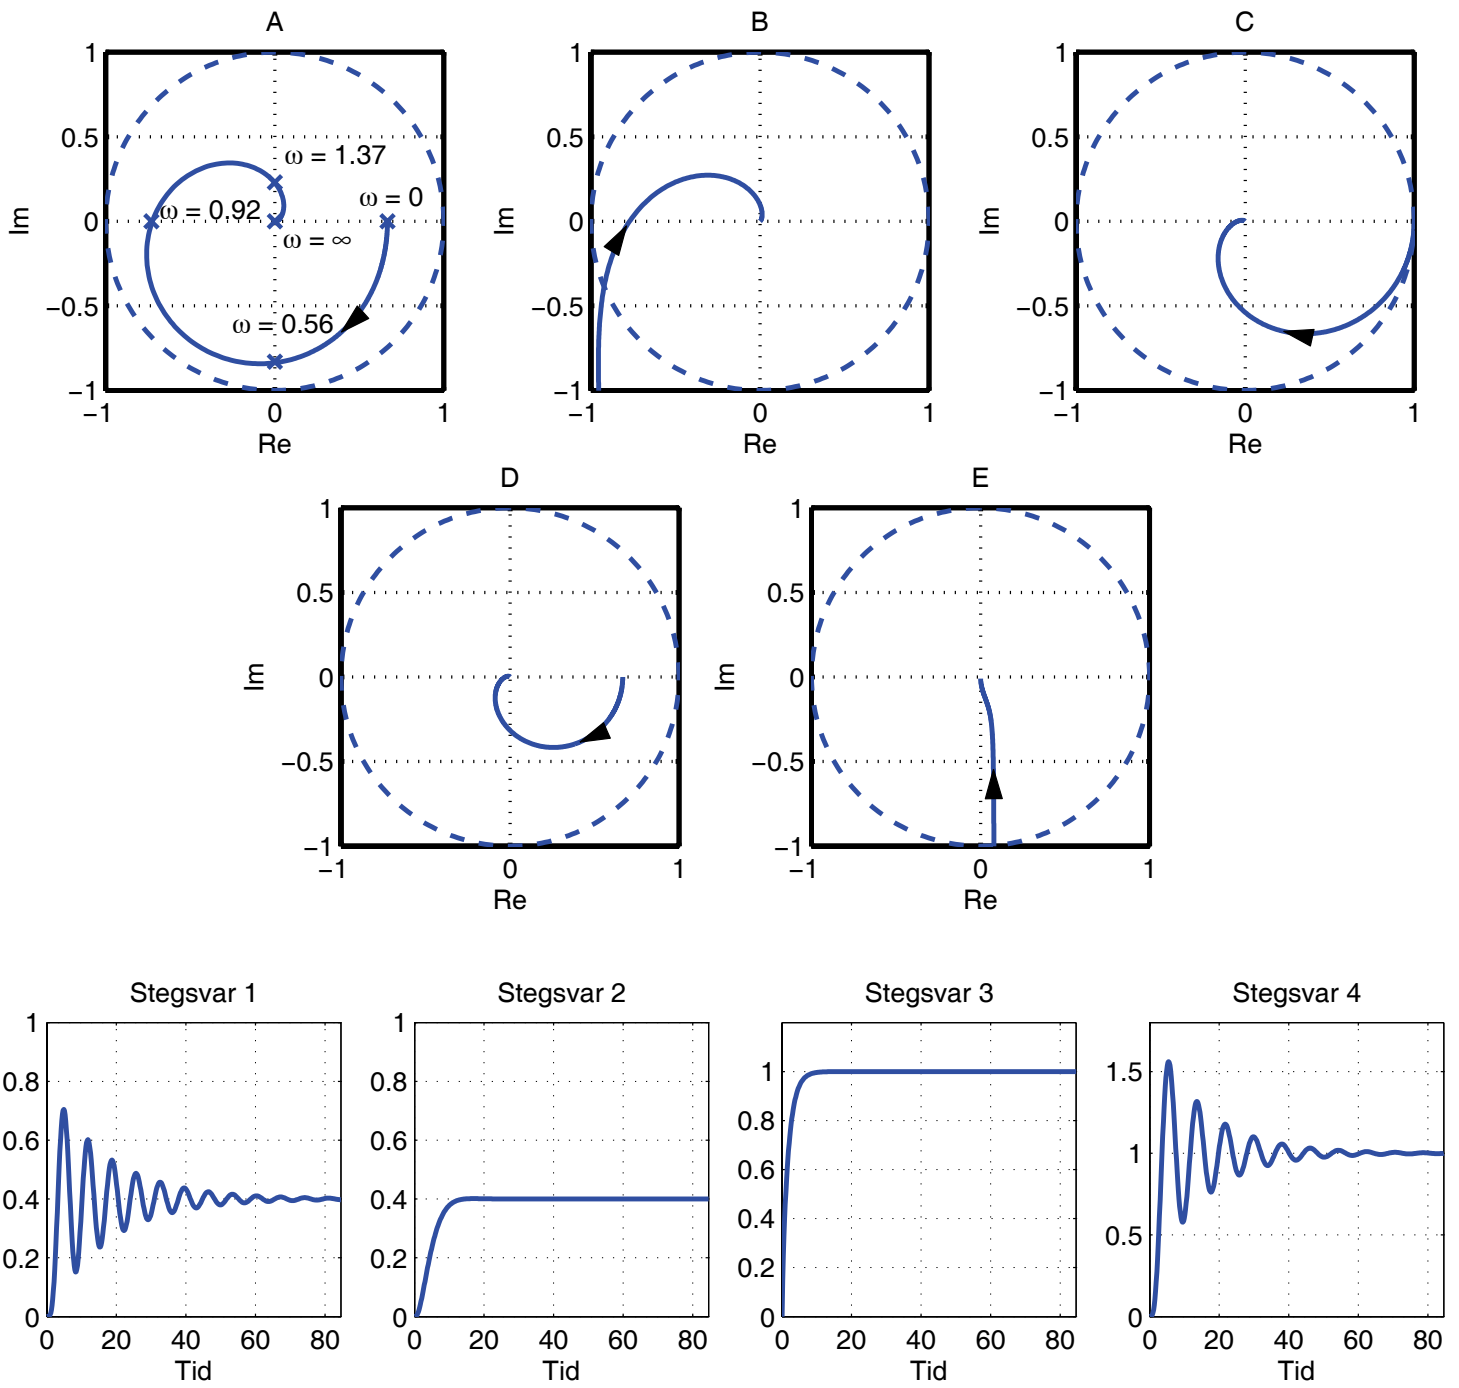 A
B
C
1
0.5
0
−0.5
−1
−1
0
1
Re
Im
ω = 1.37
ω = 0
ω = 0.92
ω = ∞
ω = 0.56
1
0.5
0
−0.5
−1
−1
0
1
Re
Im
1
0.5
0
−0.5
−1
−1
0
1
Re
Im
D
E
1
0.5
0
−0.5
−1
−1
0
1
Re
Im
1
0.5
0
−0.5
−1
−1
0
1
Re
Im
Stegsvar 1
1
0.8
0.6
0.4
0.2
0
0 20 40 60 80
Tid
Stegsvar 2
1
0.8
0.6
0.4
0.2
0
0 20 40 60 80
Tid
Stegsvar 3
1
0.8
0.6
0.4
0.2
0
0 20 40 60 80
Tid
Stegsvar 4
1.5
1
0.5
0
0 20 40 60 80
Tid